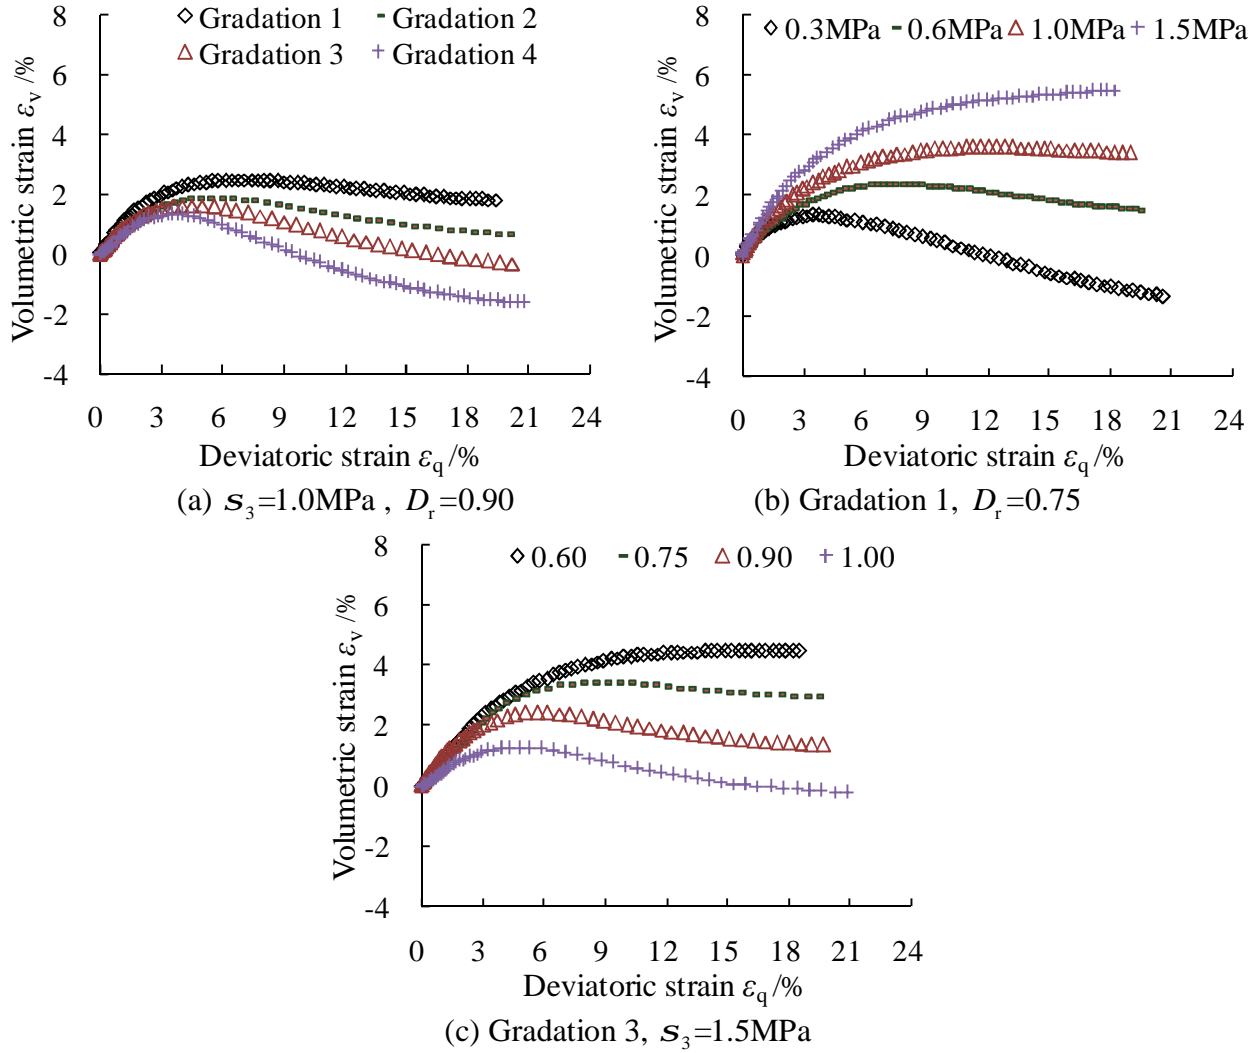 8
6
4
2
0
-2
-4
Volumetric strain εv /%
Gradation 1
Gradation 2
Gradation 3
Gradation 4
0 3 6 9 12 15 18 21 24
Deviatoric strain εq /%
(a) s3=1.0MPa , Dr=0.90
8
6
4
2
0
-2
-4
Volumetric strain εv /%
0.3MPa 0.6MPa 1.0MPa 1.5MPa
0 3 6 9 12 15 18 21 24
Deviatoric strain εq /%
(b) Gradation 1, Dr=0.75
8
6
4
2
0
-2
-4
Volumetric strain εv /%
0.60 0.75 0.90 1.00
0 3 6 9 12 15 18 21 24
Deviatoric strain εq /%
(c) Gradation 3, s3=1.5MPa